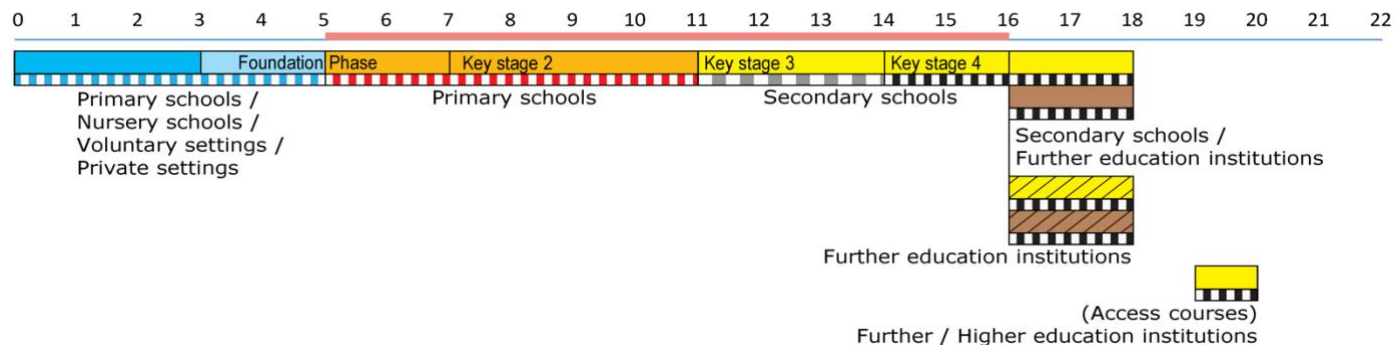 0 1 2 3 4 5 6 7 8 9 10 11 12 13 14 15 16 17 18 19 20 21 22
Foundation Phase Key stage 2 Key stage 3 Key stage 4
Primary schools /
Nursery schools /
Voluntary settings /
Private settings
Primary schools
Secondary schools
Secondary schools /
Further education institutions
Further education institutions
(Access courses)
Further / Higher education institutions